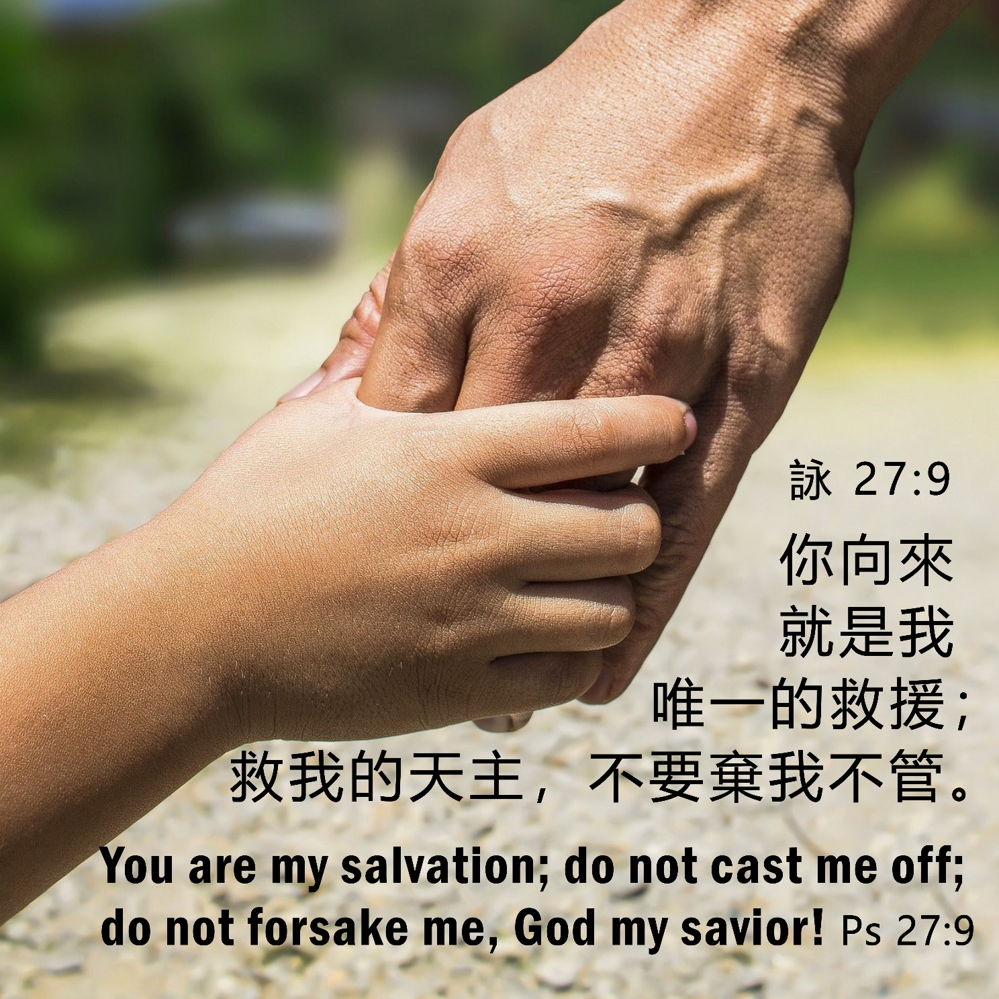 詠 27:9
你向來
就是我
唯一的救援；
救我的天主，不要棄我不管。
You are my salvation; do not cast me off;
do not forsake me, God my savior! Ps 27:9